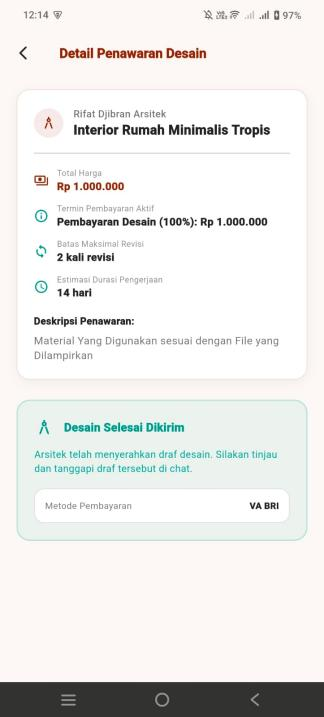 12:14
97%
Detail Penawaran Desain
Rifat Djibran Arsitek
Interior Rumah Minimalis Tropis
Total Harga
Rp 1.000.000
Termin Pembayaran Aktif
Pembayaran Desain (100%): Rp 1.000.000
Batas Maksimal Revisi
2 kali revisi
Estimasi Durasi Pengerjaan
14 hari
Deskripsi Penawaran:
Material Yang Digunakan sesuai dengan File yang
Dilampirkan
Desain Selesai Dikirim
Arsitek telah menyerahkan draf desain. Silakan tinjau
dan tanggapi draf tersebut di chat.
Metode Pembayaran
VA BRI